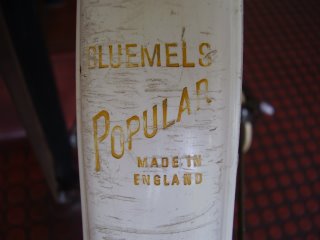 BLUEMELS
POPULAR
MADE IN
ENGLAND